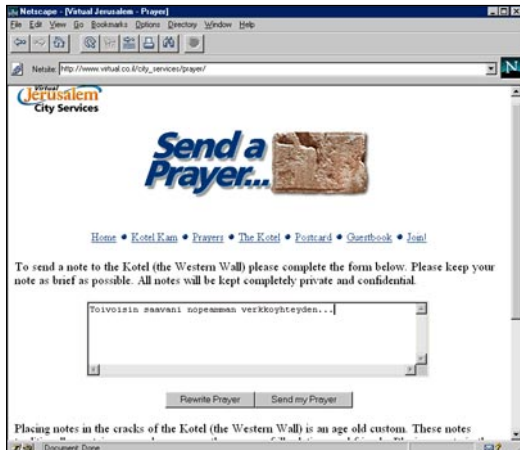 Netscape - [Virtual Jerusalem - Prayer]
File Edit View Go Bookmarks Options Directory Window Help
Netsite: http://www.virtual.co.il/city_services/prayer/
N
Virtual
Jerusalem
City Services
Send a
Prayer...
Home • Kotel Kam • Prayers • The Kotel • Postcard • Guestbook • Join!
To send a note to the Kotel (the Western Wall) please complete the form below. Please keep your
note as brief as possible. All notes will be kept completely private and confidential.
Toivoisin saavani nopeamman verkkoyhteyden...
Rewrite Prayer Send my Prayer
Placing notes in the cracks of the Kotel (the Western Wall) is an age old custom. These notes
Document: Done